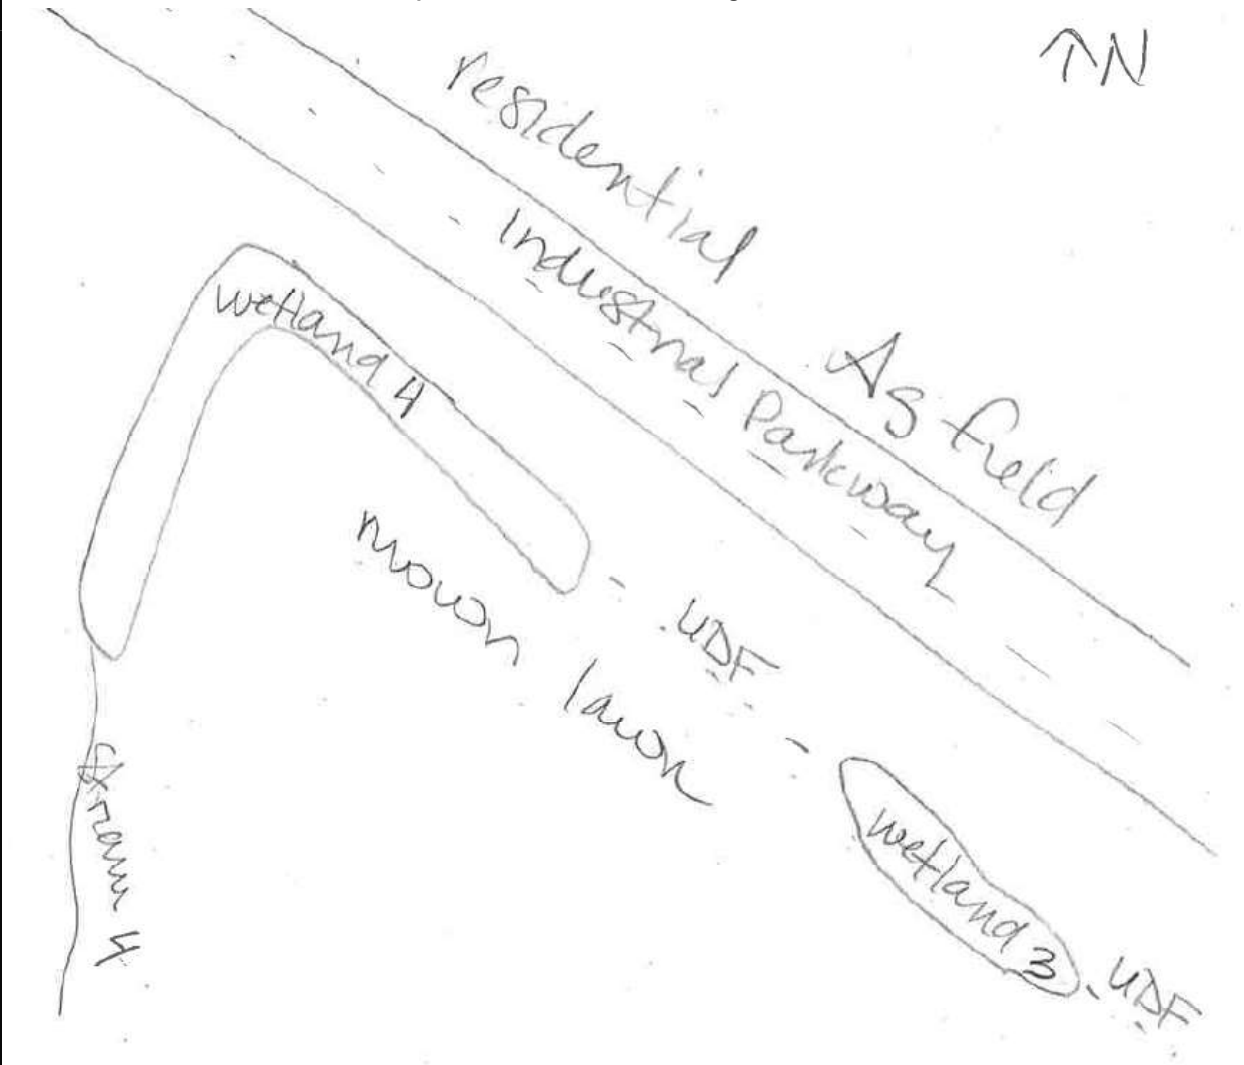 ↑N
residential
Industrial Parkway
Ag field
wetland 4
mown lawn
UDF
wetland 3
UDF
stream 4